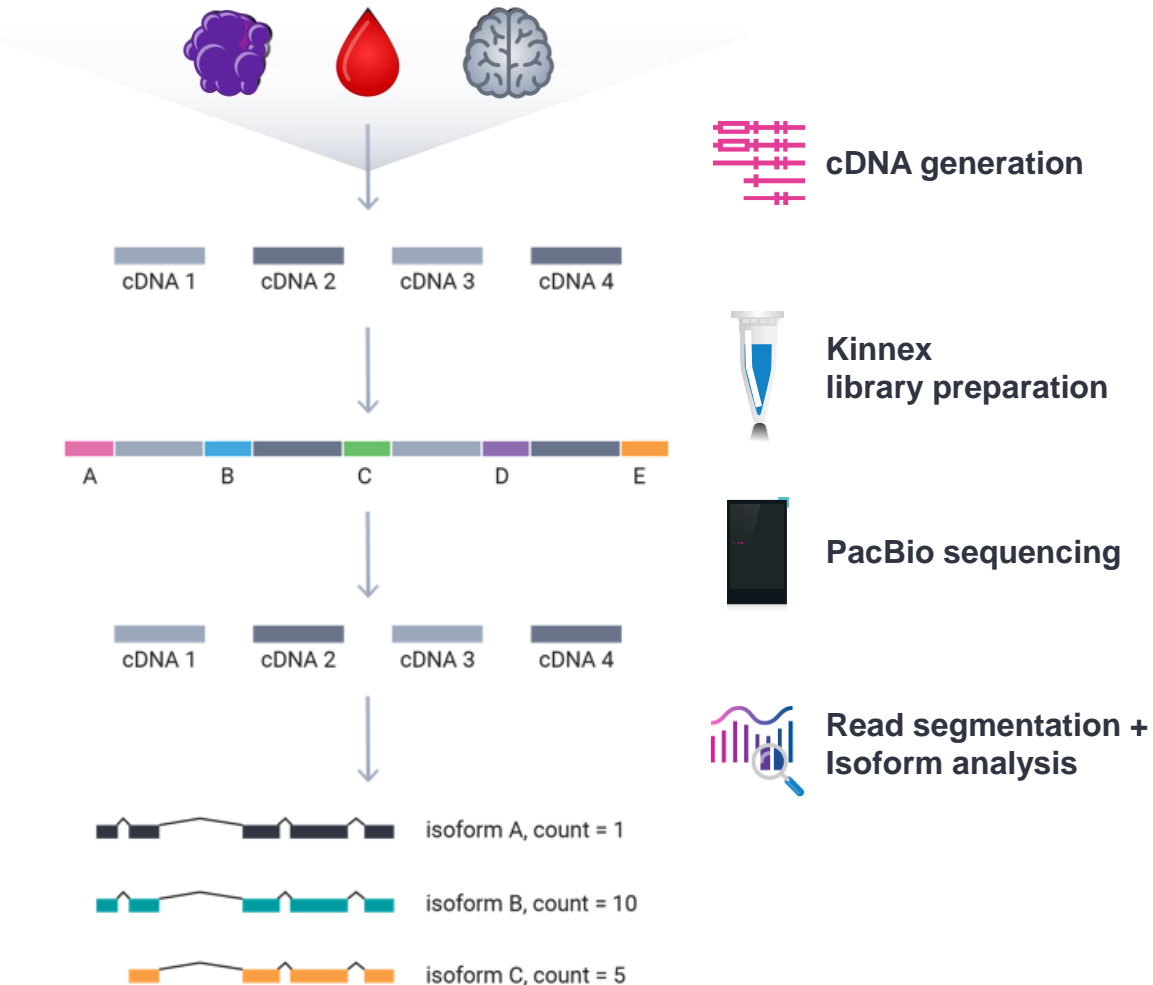 cDNA generation
cDNA 1
cDNA 2
cDNA 3
cDNA 4
Kinnex
library preparation
A
B
C
D
E
PacBio sequencing
cDNA 1
cDNA 2
cDNA 3
cDNA 4
Read segmentation +
Isoform analysis
isoform A, count = 1
isoform B, count = 10
isoform C, count = 5